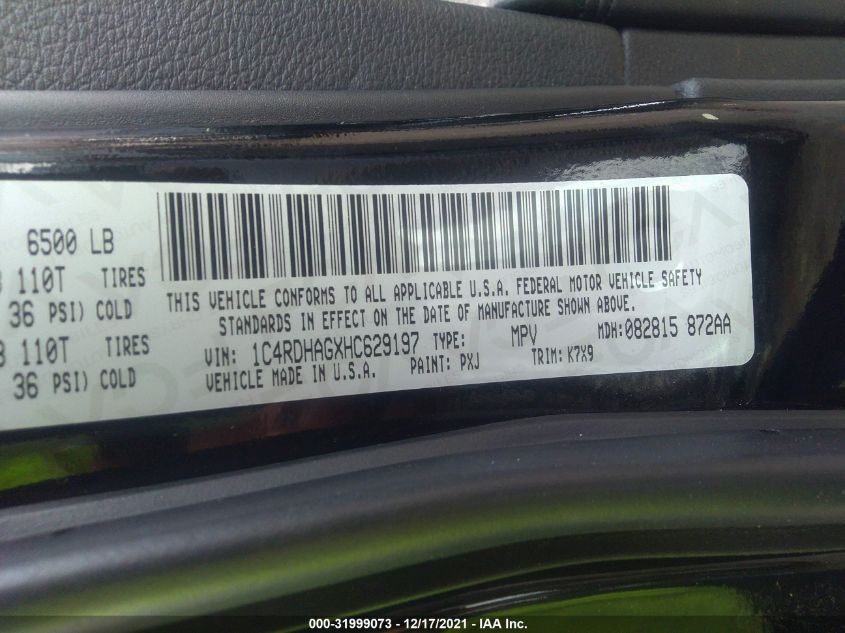 6500 LB
110T TIRES
36 PSI) COLD
110T TIRES
36 PSI) COLD
THIS VEHICLE CONFORMS TO ALL APPLICABLE U.S.A. FEDERAL MOTOR VEHICLE SAFETY
STANDARDS IN EFFECT ON THE DATE OF MANUFACTURE SHOWN ABOVE.
VIN: 1C4RDHAGXHC629197 TYPE: MPV MDH: 082815 872AA
VEHICLE MADE IN U.S.A. PAINT: PXJ TRIM: K7X9
000-31999073 — 12/17/2021 — IAA Inc.